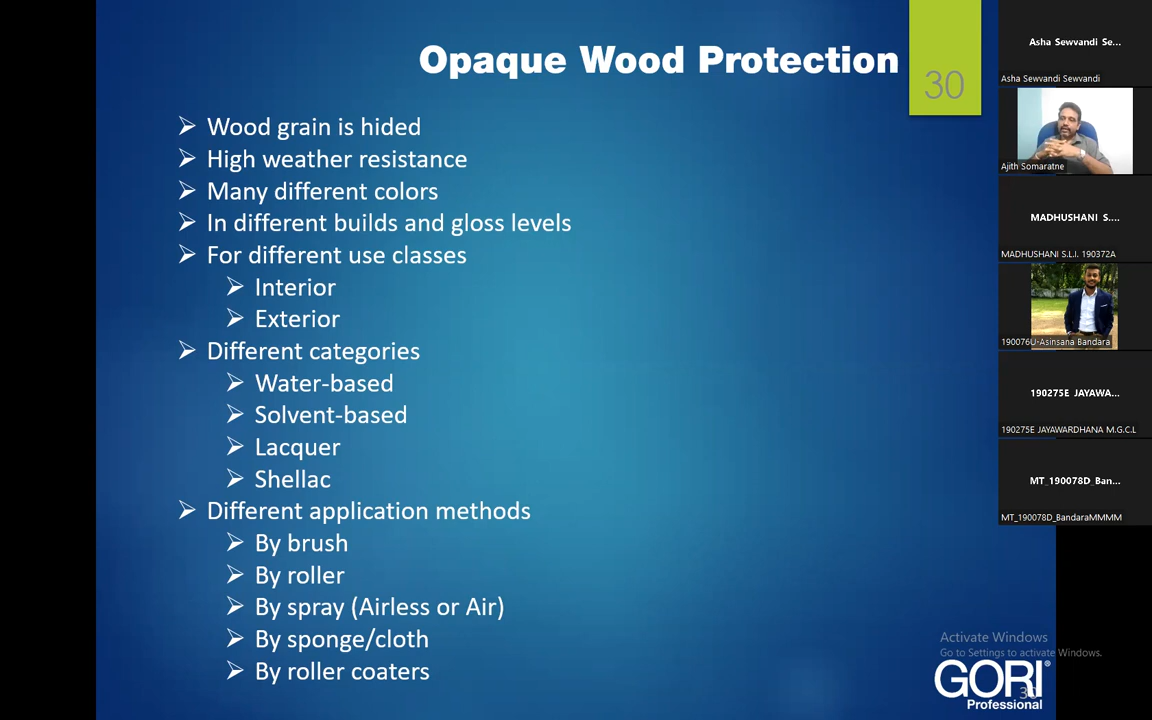 Opaque Wood Protection
30
➢ Wood grain is hided
➢ High weather resistance
➢ Many different colors
➢ In different builds and gloss levels
➢ For different use classes
➢ Interior
➢ Exterior
➢ Different categories
➢ Water-based
➢ Solvent-based
➢ Lacquer
➢ Shellac
➢ Different application methods
➢ By brush
➢ By roller
➢ By spray (Airless or Air)
➢ By sponge/cloth
➢ By roller coaters
Activate Windows
Go to Settings to activate Windows.
GORI®
30
Professional
Asha Sewvandi Se...
Asha Sewvandi Sewvandi
Ajith Somaratne
MADHUSHANI S....
MADHUSHANI S.L.I. 190372A
190076U-Asinsana Bandara
190275E JAYAWA...
190275E JAYAWARDHANA M.G.C.L
MT_190078D_Ban...
MT_190078D_BandaraMMMM